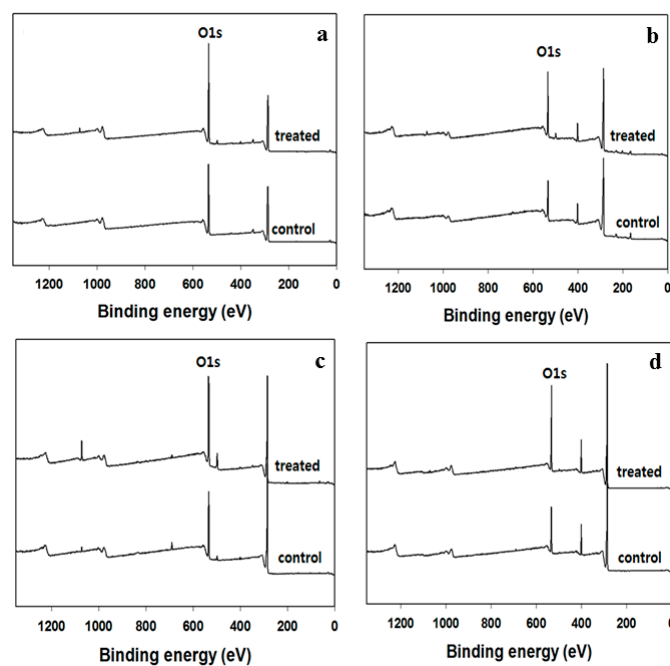 a
O1s
treated
control
1200 1000 800 600 400 200 0
Binding energy (eV)
b
O1s
treated
control
1200 1000 800 600 400 200 0
Binding energy (eV)
c
O1s
treated
control
1200 1000 800 600 400 200 0
Binding energy (eV)
d
O1s
treated
control
1200 1000 800 600 400 200 0
Binding energy (eV)